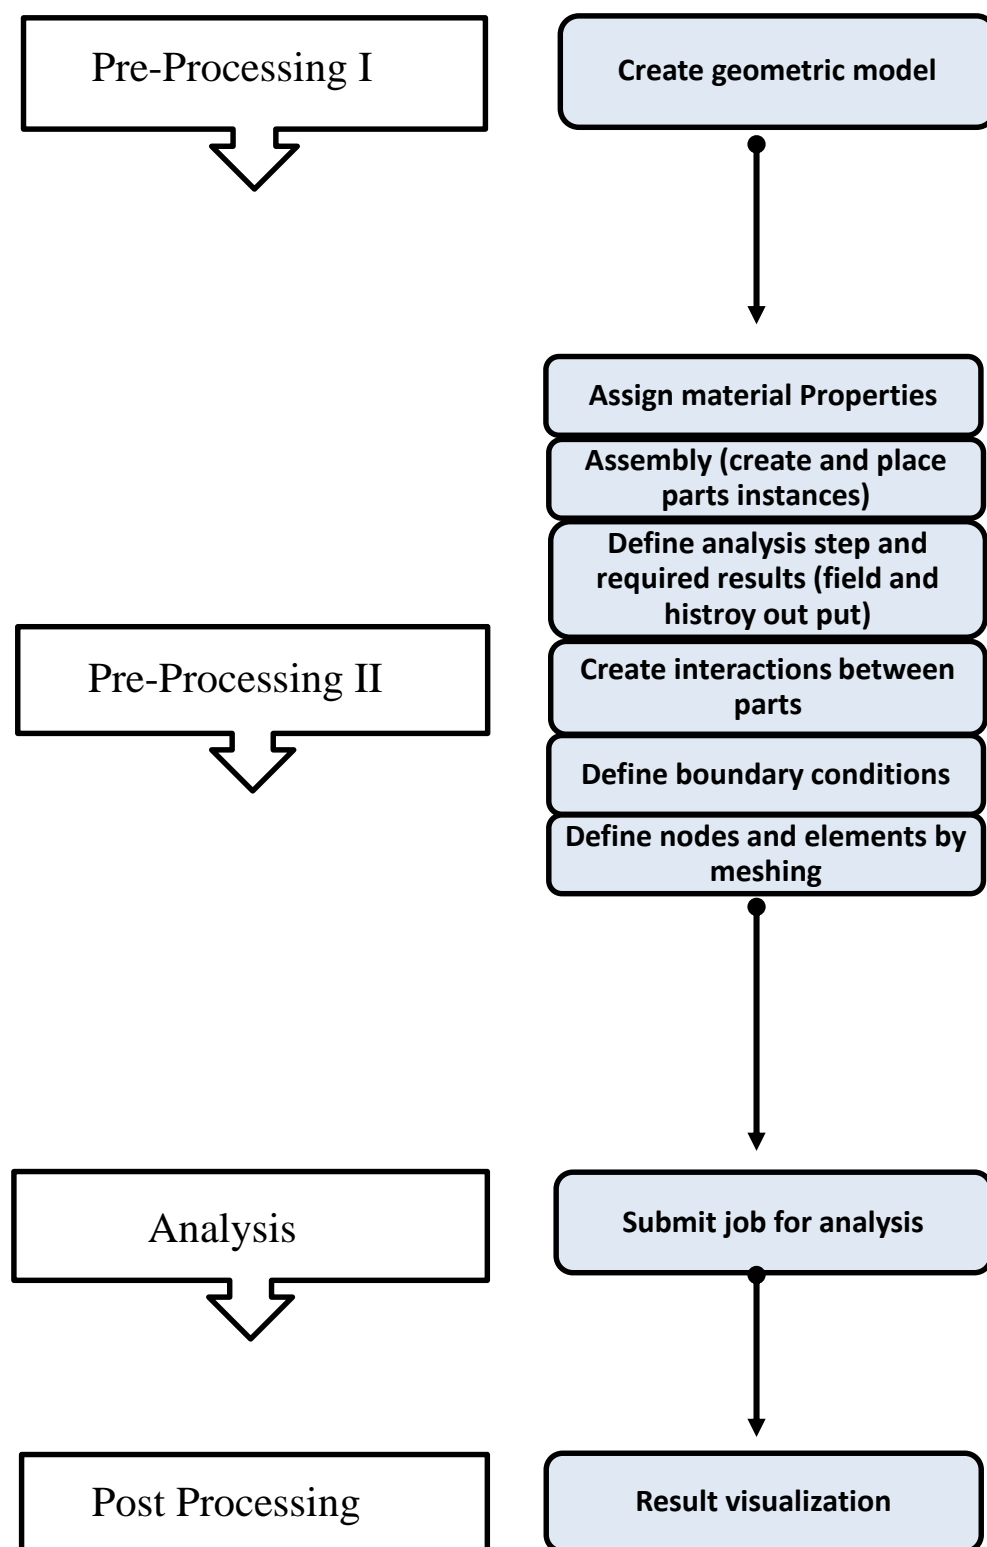 Pre-Processing I
Create geometric model
Assign material Properties
Assembly (create and place
parts instances)
Define analysis step and
required results (field and
histroy out put)
Pre-Processing II
Create interactions between
parts
Define boundary conditions
Define nodes and elements by
meshing
Analysis
Submit job for analysis
Post Processing
Result visualization